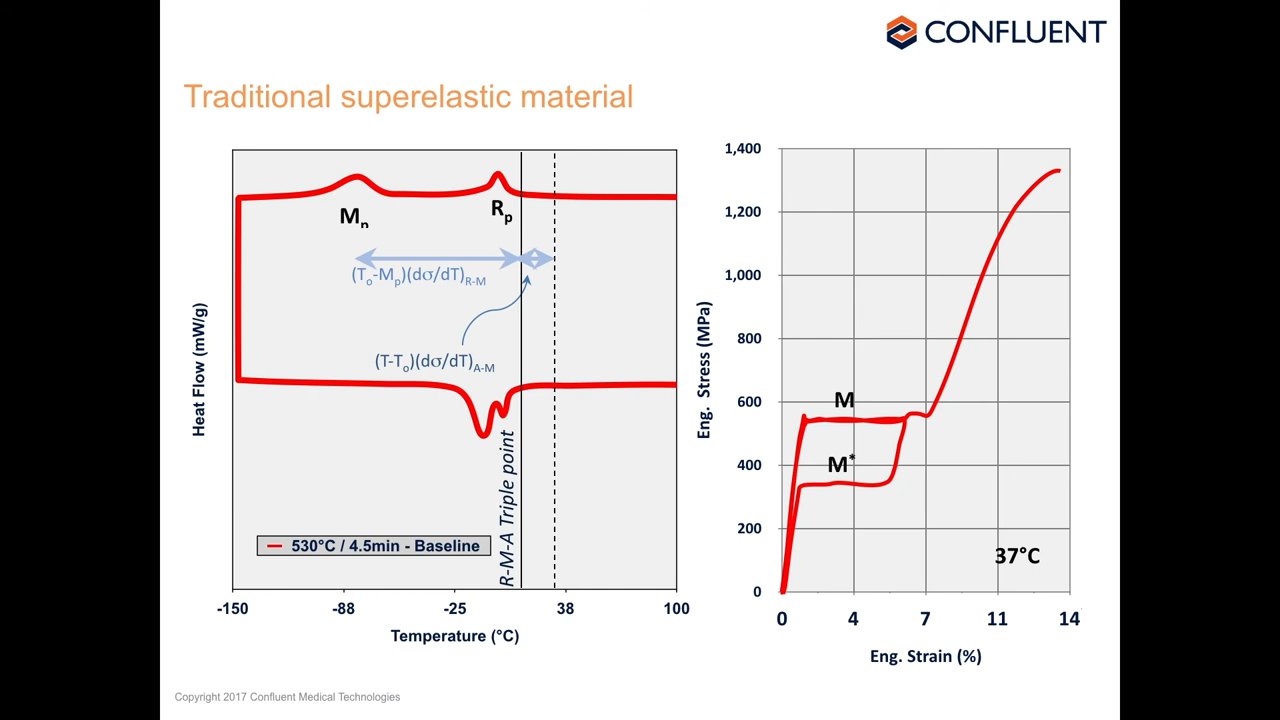 CONFLUENT
Traditional superelastic material
Mp
Rp
(To-Mp)(dσ/dT)R-M
(T-To)(dσ/dT)A-M
R-M-A Triple point
530°C / 4.5min - Baseline
Heat Flow (mW/g)
-150 -88 -25 38 100
Temperature (°C)
1,400
1,200
1,000
800
600
400
200
0
Eng. Stress (MPa)
M
M*
37°C
0 4 7 11 14
Eng. Strain (%)
Copyright 2017 Confluent Medical Technologies